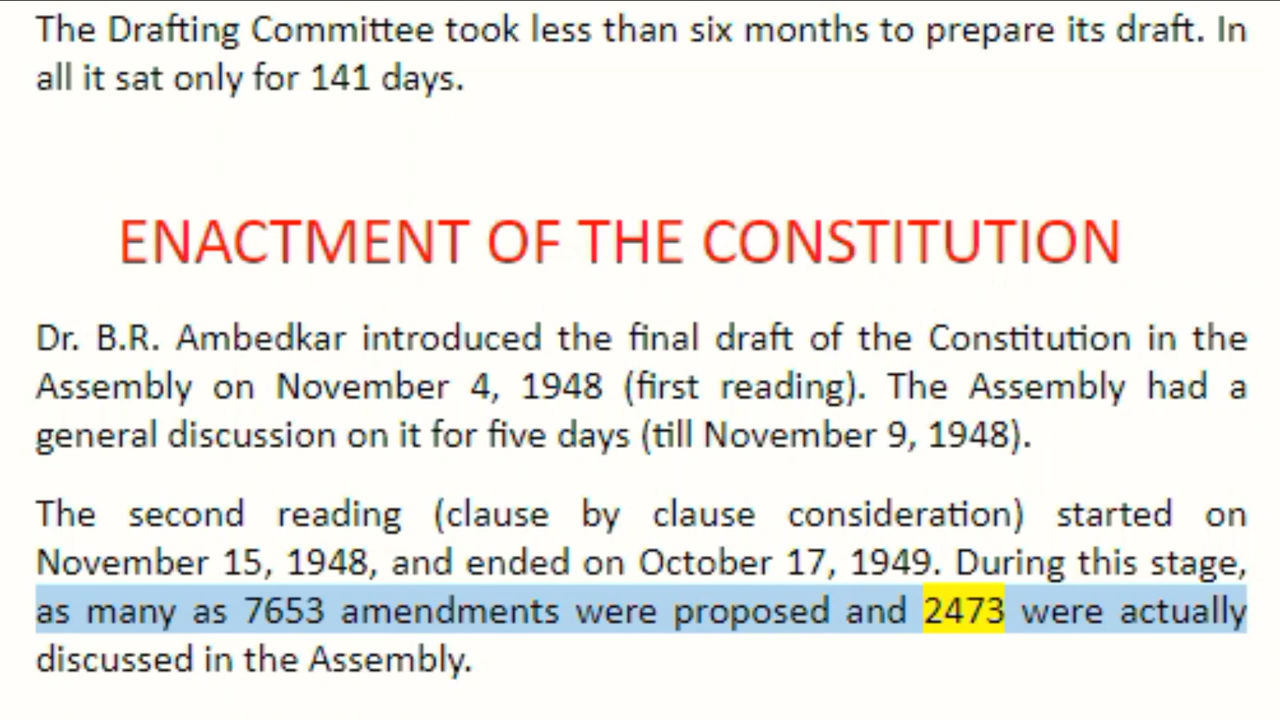 The Drafting Committee took less than six months to prepare its draft. In
all it sat only for 141 days.
ENACTMENT OF THE CONSTITUTION
Dr. B.R. Ambedkar introduced the final draft of the Constitution in the
Assembly on November 4, 1948 (first reading). The Assembly had a
general discussion on it for five days (till November 9, 1948).
The second reading (clause by clause consideration) started on
November 15, 1948, and ended on October 17, 1949. During this stage,
as many as 7653 amendments were proposed and 2473 were actually
discussed in the Assembly.